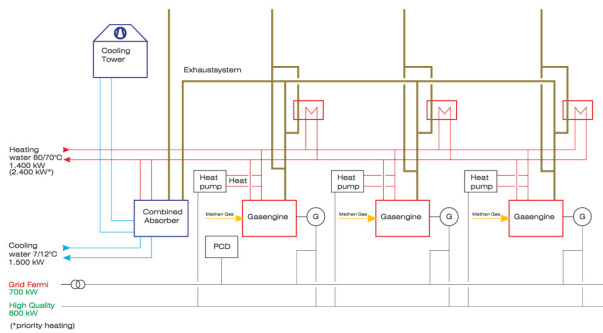 Cooling
Tower
Exhaustsystem
Heating
water 80/70°C
1.400 kW
(2.400 kW*)
Heat
pump
Heat
Heat
pump
Heat
pump
Combined
Absorber
Methan Gas
Gasengine
G
Methan Gas
Gasengine
G
Methan Gas
Gasengine
G
Cooling
water 7/12°C
1.500 kW
PCD
Grid Fermi
700 kW
High Quality
800 kW
(*priority heating)